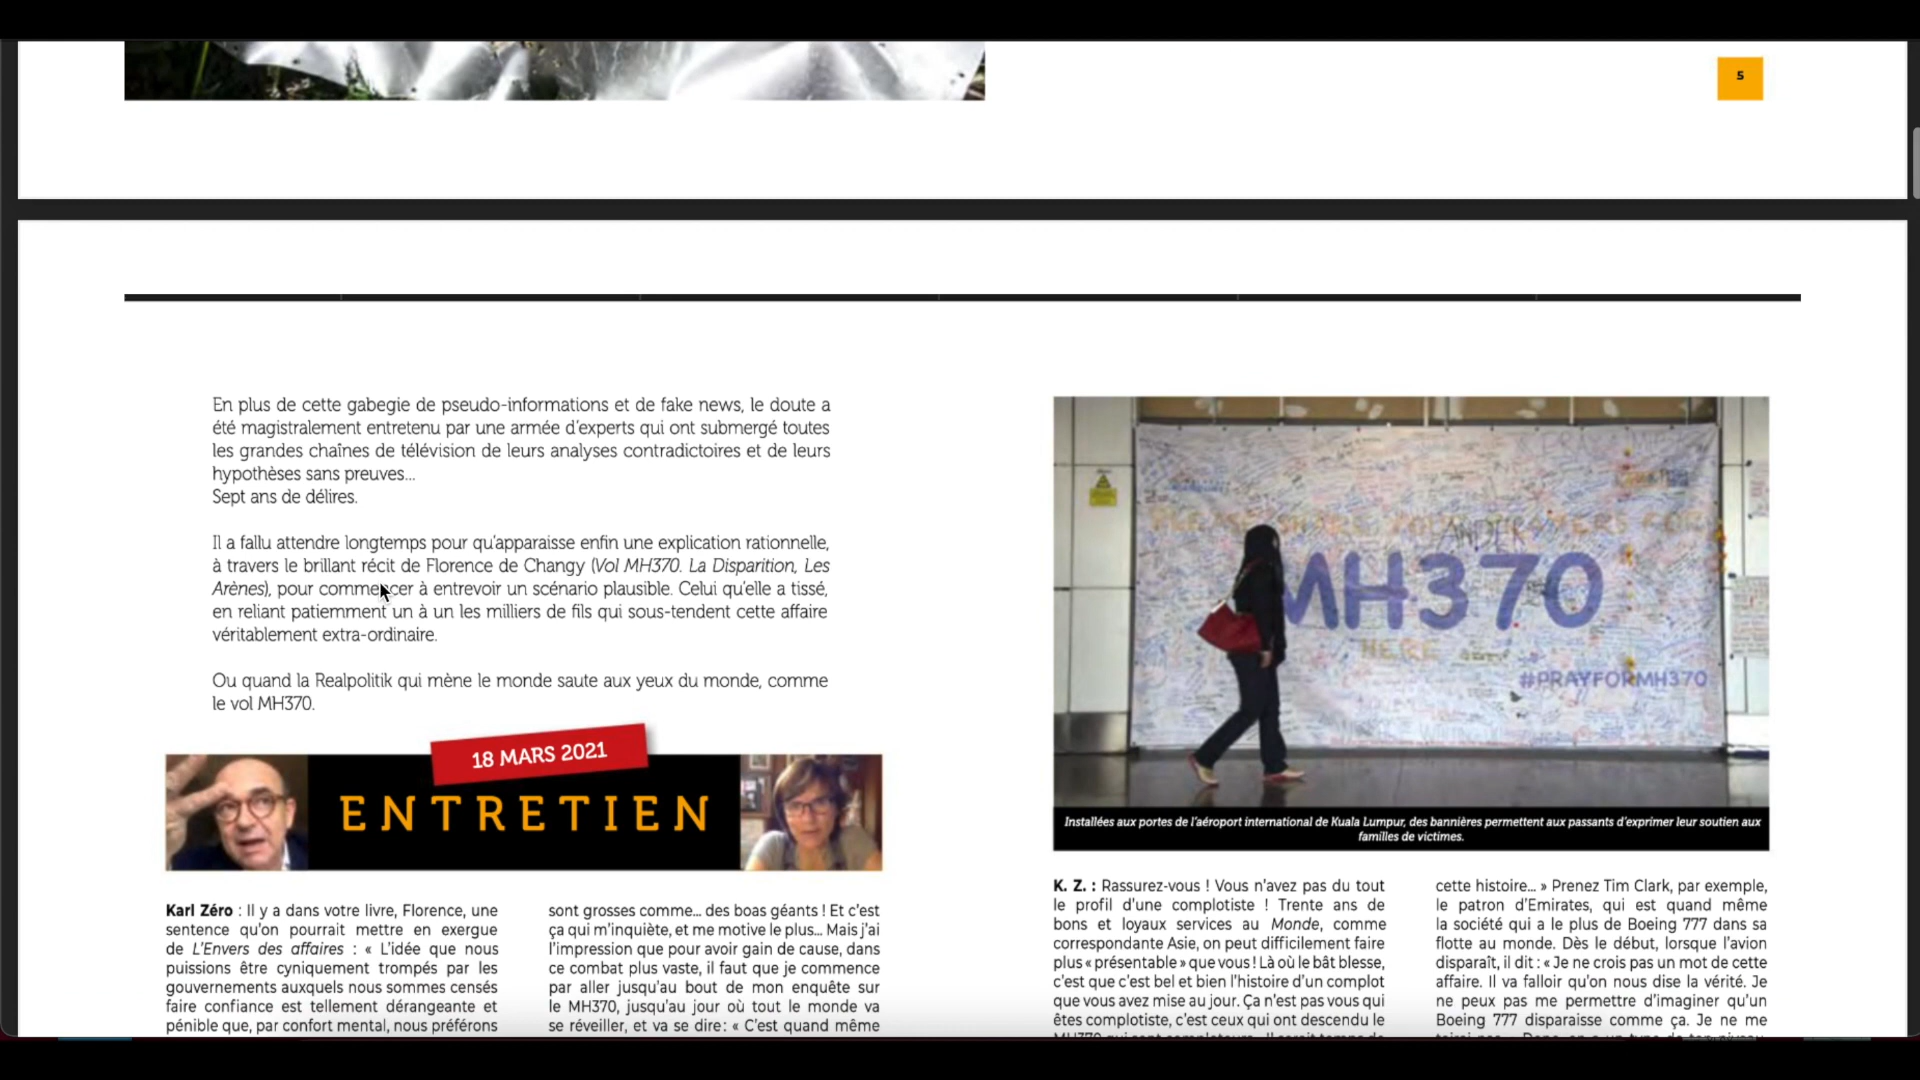 5
En plus de cette gabegie de pseudo-informations et de fake news, le doute a
été magistralement entretenu par une armée d'experts qui ont submergé toutes
les grandes chaînes de télévision de leurs analyses contradictoires et de leurs
hypothèses sans preuves...
Sept ans de délires.
Il a fallu attendre longtemps pour qu'apparaisse enfin une explication rationnelle,
à travers le brillant récit de Florence de Changy (Vol MH370. La Disparition, Les
Arènes), pour commencer à entrevoir un scénario plausible. Celui qu'elle a tissé,
en reliant patiemment un à un les milliers de fils qui sous-tendent cette affaire
véritablement extra-ordinaire.
Ou quand la Realpolitik qui mène le monde saute aux yeux du monde, comme
le vol MH370.
18 MARS 2021
ENTRETIEN
Karl Zéro : Il y a dans votre livre, Florence, une
sentence qu'on pourrait mettre en exergue
de L'Envers des affaires : « L'idée que nous
puissions être cyniquement trompés par les
gouvernements auxquels nous sommes censés
faire confiance est tellement dérangeante et
pénible que, par confort mental, nous préférons
sont grosses comme... des boas géants ! Et c'est
ça qui m'inquiète, et me motive le plus... Mais j'ai
l'impression que pour avoir gain de cause, dans
ce combat plus vaste, il faut que je commence
par aller jusqu'au bout de mon enquête sur
le MH370, jusqu'au jour où tout le monde va
se réveiller, et va se dire: « C'est quand même
MH370
HERE
#PRAYFORMH370
Installées aux portes de l'aéroport international de Kuala Lumpur, des bannières permettent aux passants d'exprimer leur soutien aux
familles de victimes.
K. Z. : Rassurez-vous ! Vous n'avez pas du tout
le profil d'une complotiste ! Trente ans de
bons et loyaux services au Monde, comme
correspondante Asie, on peut difficilement faire
plus « présentable » que vous ! Là où le bât blesse,
c'est que c'est bel et bien l'histoire d'un complot
que vous avez mise au jour. Ça n'est pas vous qui
êtes complotiste, c'est ceux qui ont descendu le
cette histoire... » Prenez Tim Clark, par exemple,
le patron d'Emirates, qui est quand même
la société qui a le plus de Boeing 777 dans sa
flotte au monde. Dès le début, lorsque l'avion
disparaît, il dit : « Je ne crois pas un mot de cette
affaire. Il va falloir qu'on nous dise la vérité. Je
ne peux pas me permettre d'imaginer qu'un
Boeing 777 disparaisse comme ça. Je ne me